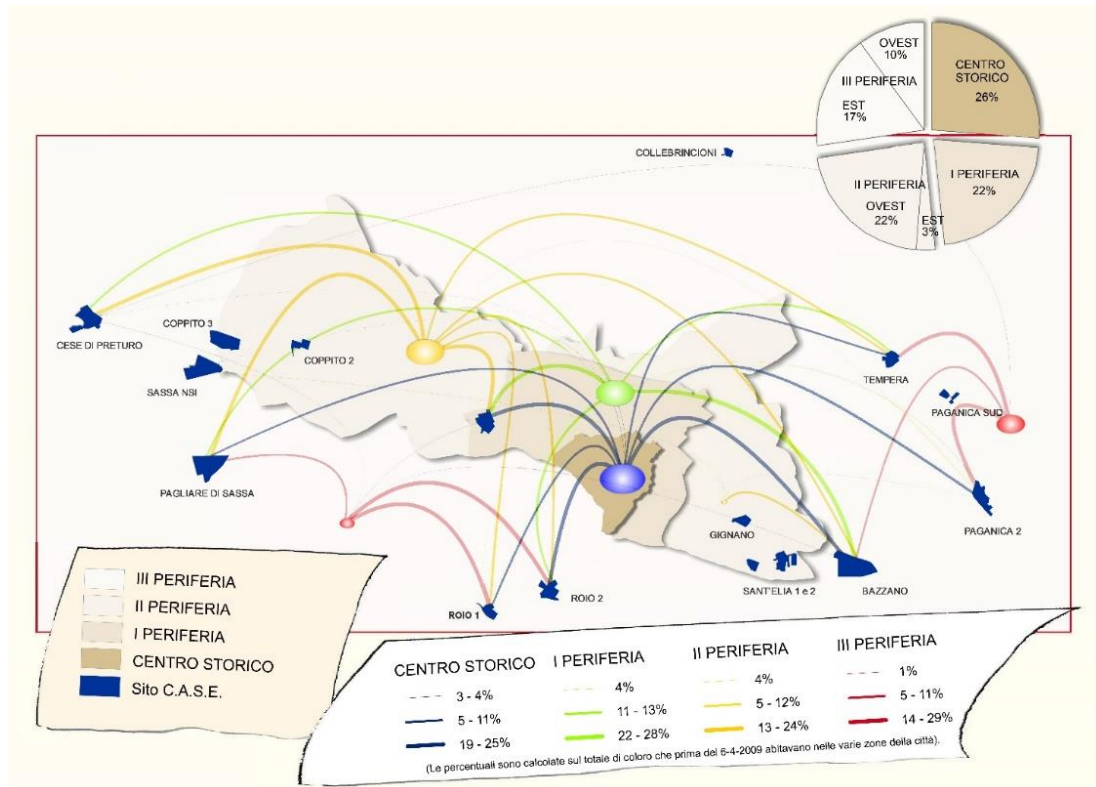 OVEST
10%
III PERIFERIA
EST
17%
CENTRO
STORICO
26%
II PERIFERIA
OVEST
22%
EST
3%
I PERIFERIA
22%
COLLEBRINCIONI
COPPITO 3
CESE DI PRETURO
COPPITO 2
SASSA NSI
TEMPERA
PAGANICA SUD
PAGLIARE DI SASSA
GIGNANO
PAGANICA 2
SANT'ELIA 1 e 2
BAZZANO
ROIO 2
ROIO 1
III PERIFERIA
II PERIFERIA
I PERIFERIA
CENTRO STORICO
Sito C.A.S.E.
CENTRO STORICO
3 - 4%
5 - 11%
19 - 25%
I PERIFERIA
4%
11 - 13%
22 - 28%
II PERIFERIA
4%
5 - 12%
13 - 24%
III PERIFERIA
1%
5 - 11%
14 - 29%
(Le percentuali sono calcolate sul totale di coloro che prima del 6-4-2009 abitavano nelle varie zone della città).